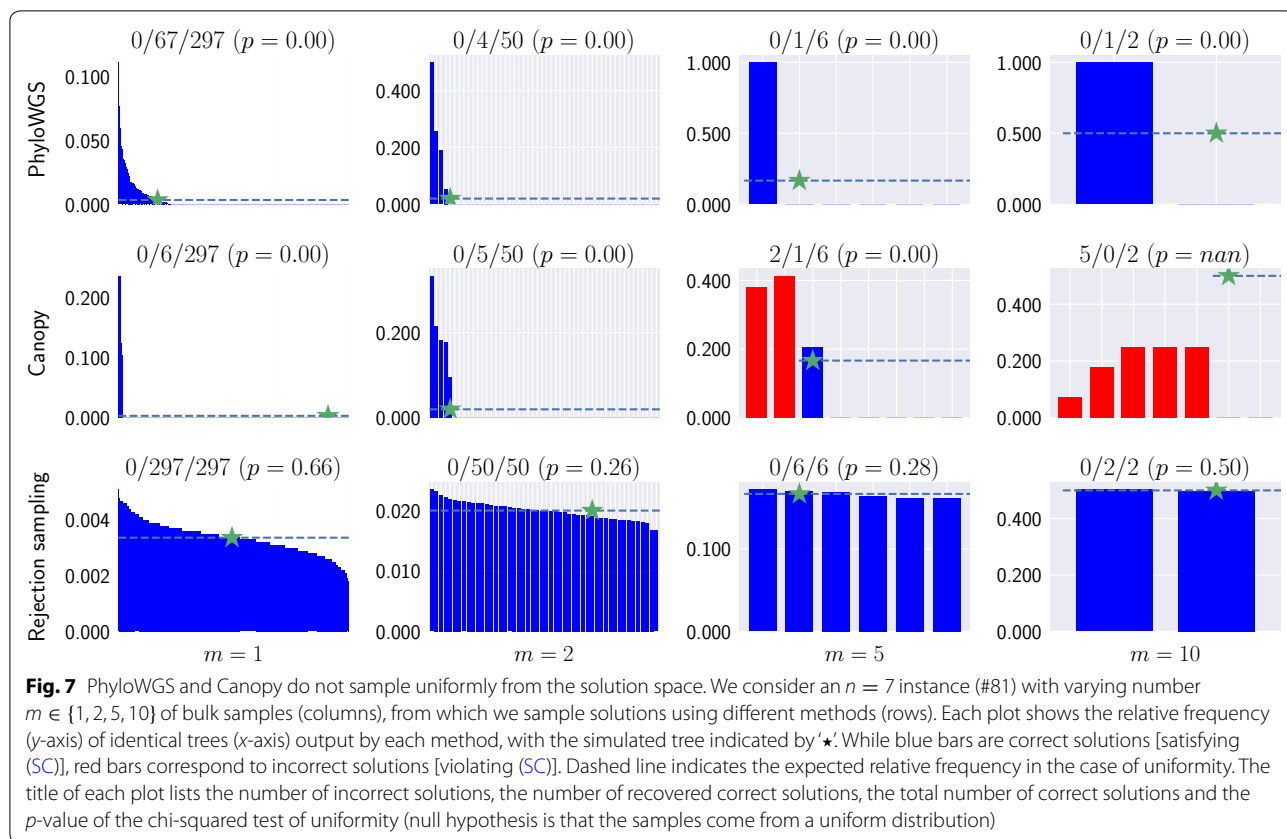 0/67/297 (p = 0.00)
0/4/50 (p = 0.00)
0/1/6 (p = 0.00)
0/1/2 (p = 0.00)
PhyloWGS
0.100
0.050
0.000
0.400
0.200
0.000
1.000
0.500
0.000
1.000
0.500
0.000
0/6/297 (p = 0.00)
0/5/50 (p = 0.00)
2/1/6 (p = 0.00)
5/0/2 (p = nan)
Canopy
0.200
0.100
0.000
0.200
0.000
0.400
0.200
0.000
0.400
0.200
0.000
0/297/297 (p = 0.66)
0/50/50 (p = 0.26)
0/6/6 (p = 0.28)
0/2/2 (p = 0.50)
Rejection sampling
0.004
0.002
0.000
0.020
0.010
0.000
0.100
0.000
0.400
0.200
0.000
m = 1
m = 2
m = 5
m = 10
Fig. 7 PhyloWGS and Canopy do not sample uniformly from the solution space. We consider an n = 7 instance (#81) with varying number
m ∈ {1, 2, 5, 10} of bulk samples (columns), from which we sample solutions using different methods (rows). Each plot shows the relative frequency
(y-axis) of identical trees (x-axis) output by each method, with the simulated tree indicated by ‘★’. While blue bars are correct solutions [satisfying
(SC)], red bars correspond to incorrect solutions [violating (SC)]. Dashed line indicates the expected relative frequency in the case of uniformity. The
title of each plot lists the number of incorrect solutions, the number of recovered correct solutions, the total number of correct solutions and the
p-value of the chi-squared test of uniformity (null hypothesis is that the samples come from a uniform distribution)